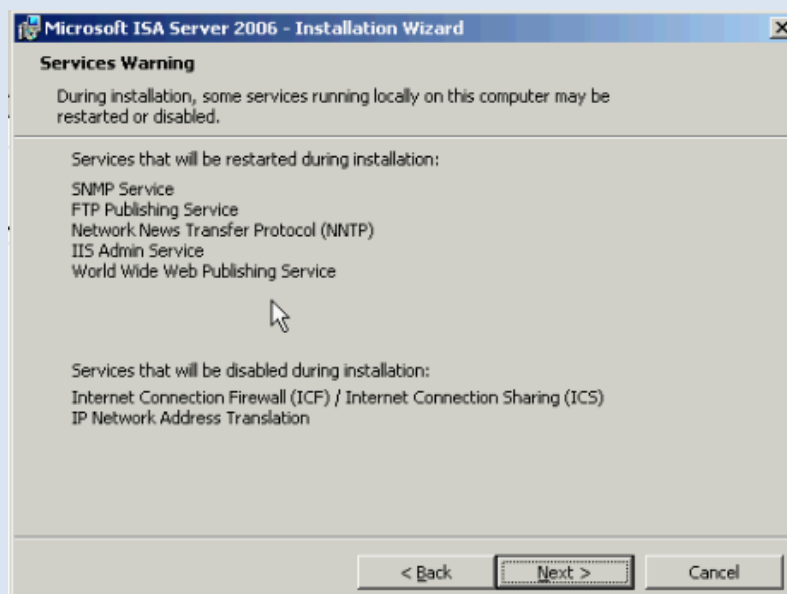 Microsoft ISA Server 2006 - Installation Wizard
Services Warning
During installation, some services running locally on this computer may be
restarted or disabled.
Services that will be restarted during installation:
SNMP Service
FTP Publishing Service
Network News Transfer Protocol (NNTP)
IIS Admin Service
World Wide Web Publishing Service
Services that will be disabled during installation:
Internet Connection Firewall (ICF) / Internet Connection Sharing (ICS)
IP Network Address Translation
< Back
Next >
Cancel